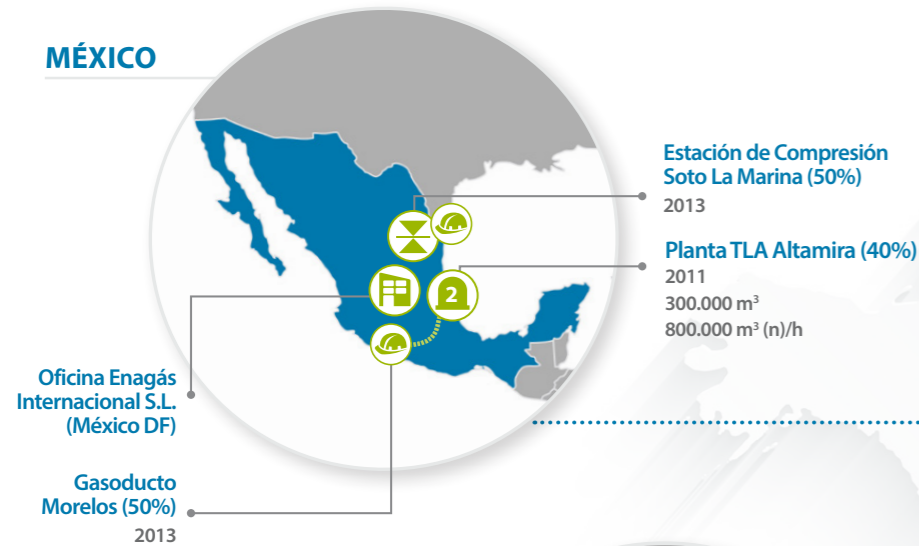 MÉXICO
Estación de Compresión
Soto La Marina (50%)
2013
Planta TLA Altamira (40%)
2011
300.000 m³
800.000 m³ (n)/h
2
Oficina Enagás
Internacional S.L.
(México DF)
Gasoducto
Morelos (50%)
2013